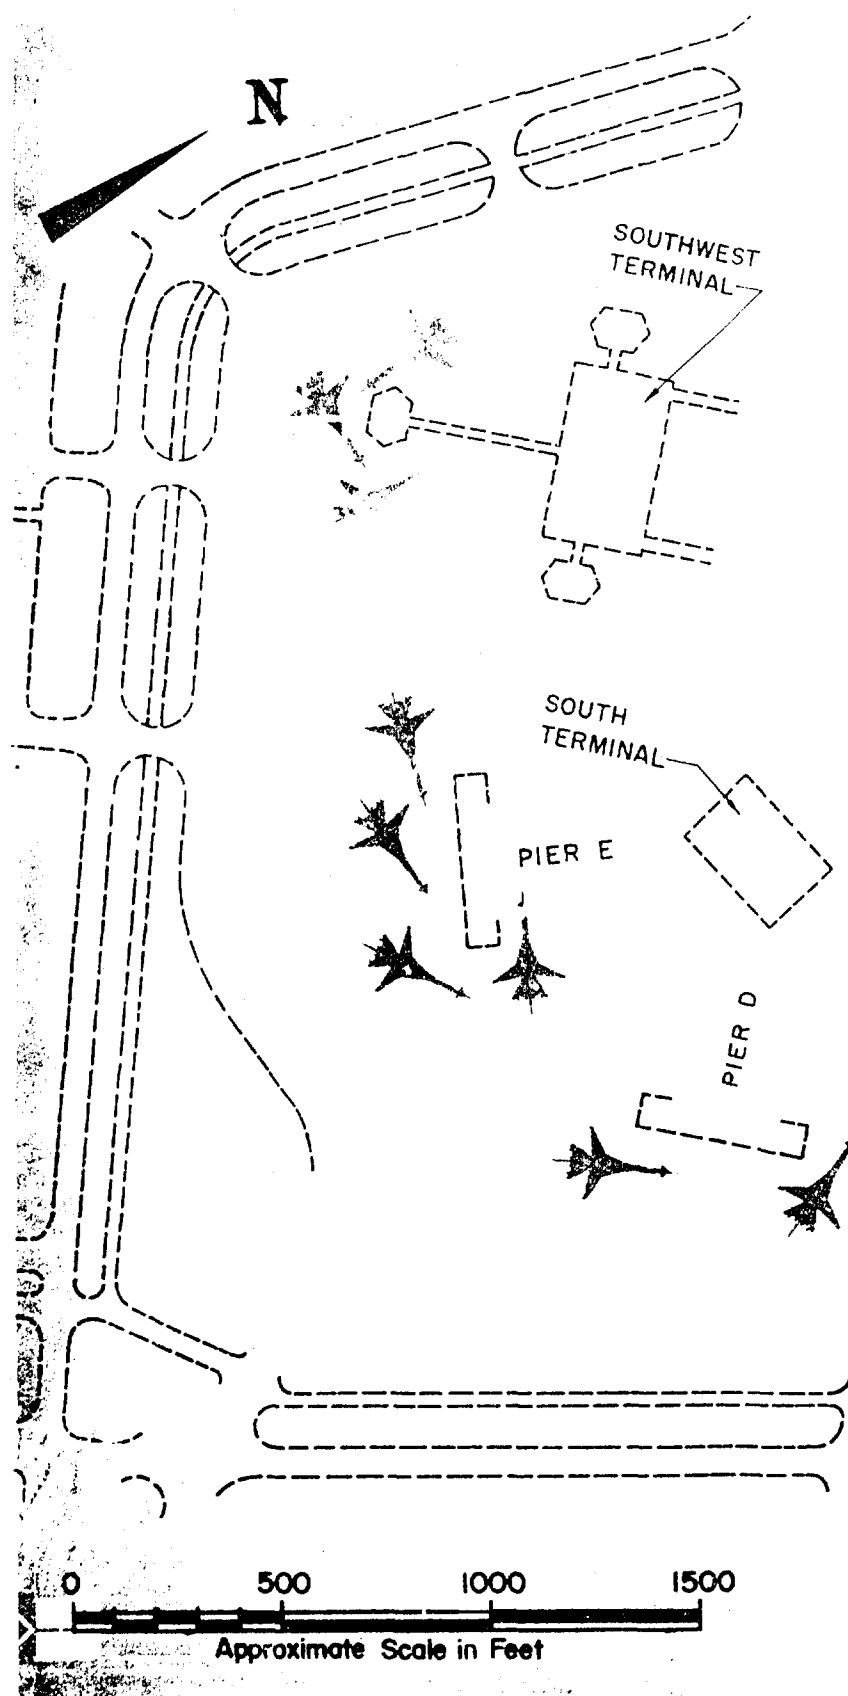 N
SOUTHWEST
TERMINAL
SOUTH
TERMINAL
PIER E
PIER D
0 500 1000 1500
Approximate Scale in Feet